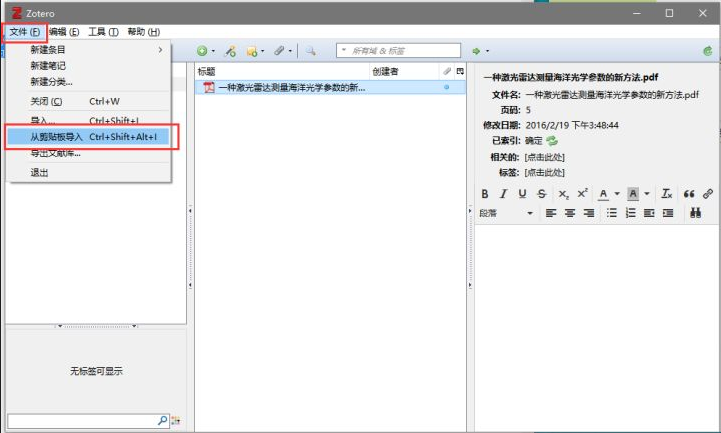 Zotero
文件 (F) 编辑 (E) 工具 (T) 帮助 (H)
新建条目
新建笔记
新建分类...
关闭 (C) Ctrl+W
导入... Ctrl+Shift+I
从剪贴板导入 Ctrl+Shift+Alt+I
导出文献库...
退出
所有域 & 标签
标题 创建者
一种激光雷达测量海洋光学参数的新...
一种激光雷达测量海洋光学参数的新方法.pdf
文件名: 一种激光雷达测量海洋光学参数的新方法.pdf
页码: 5
修改日期: 2016/2/19 下午3:48:44
已索引: 确定
相关的: [点击此处]
标签: [点击此处]
B I U S X₂ X² A A Tx
段落
无标签可显示